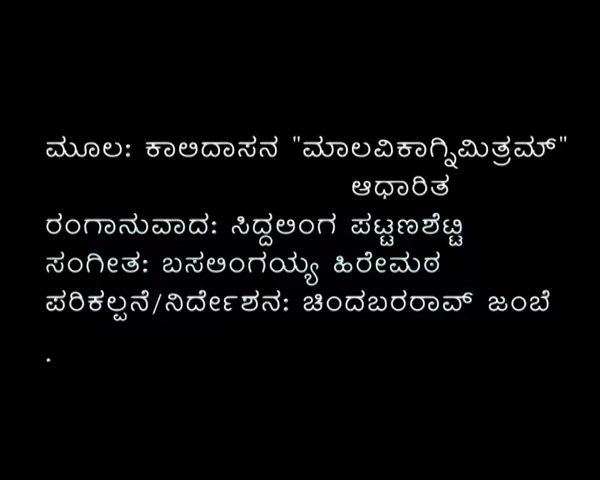 ಮೂಲ: ಕಾಳಿದಾಸನ "ಮಾಲವಿಕಾಗ್ನಿಮಿತ್ರಮ್"
ಆಧಾರಿತ
ರಂಗಾನುವಾದ: ಸಿದ್ದಲಿಂಗ ಪಟ್ಟಣಶೆಟ್ಟಿ
ಸಂಗೀತ: ಬಸಲಿಂಗಯ್ಯ ಹಿರೇಮಠ
ಪರಿಕಲ್ಪನೆ/ನಿರ್ದೇಶನ: ಚಿಂದಬರರಾವ್ ಜಂಬೆ
.